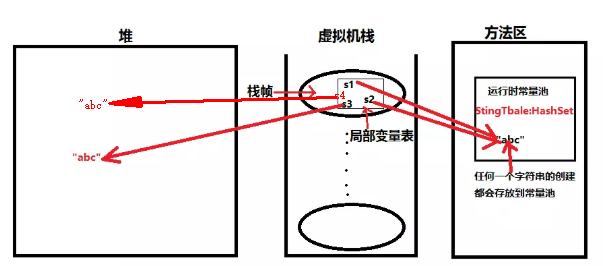 堆
虚拟机栈
方法区
栈帧
s1
s4
s2
s3
局部变量表
"abc"
"abc"
运行时常量池
StingTbale:HashSet
"abc"
任何一个字符串的创建
都会存放到常量池